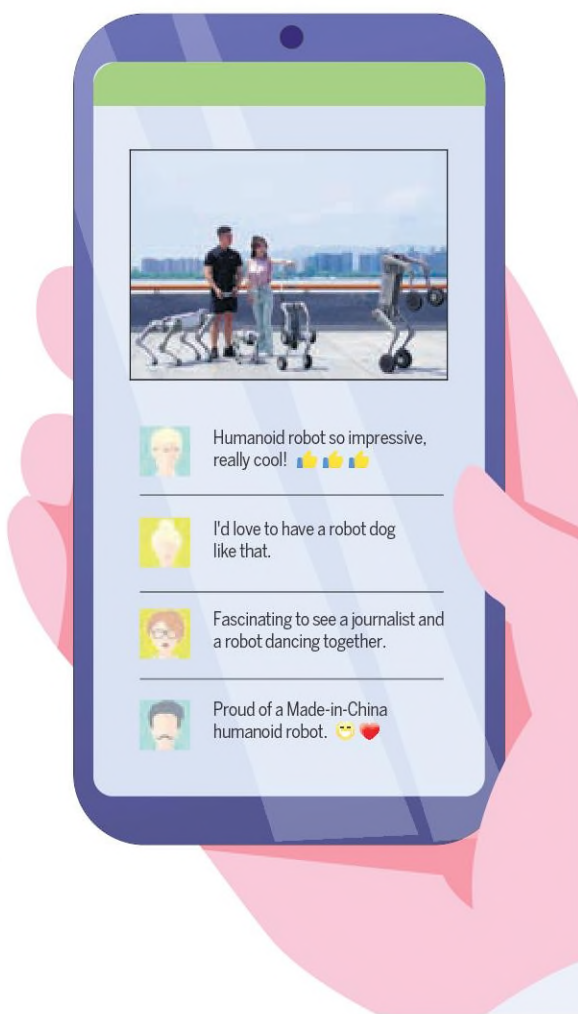 Humanoid robot so impressive,
really cool! 👍👍👍
I'd love to have a robot dog
like that.
Fascinating to see a journalist and
a robot dancing together.
Proud of a Made-in-China
humanoid robot. 😁❤️